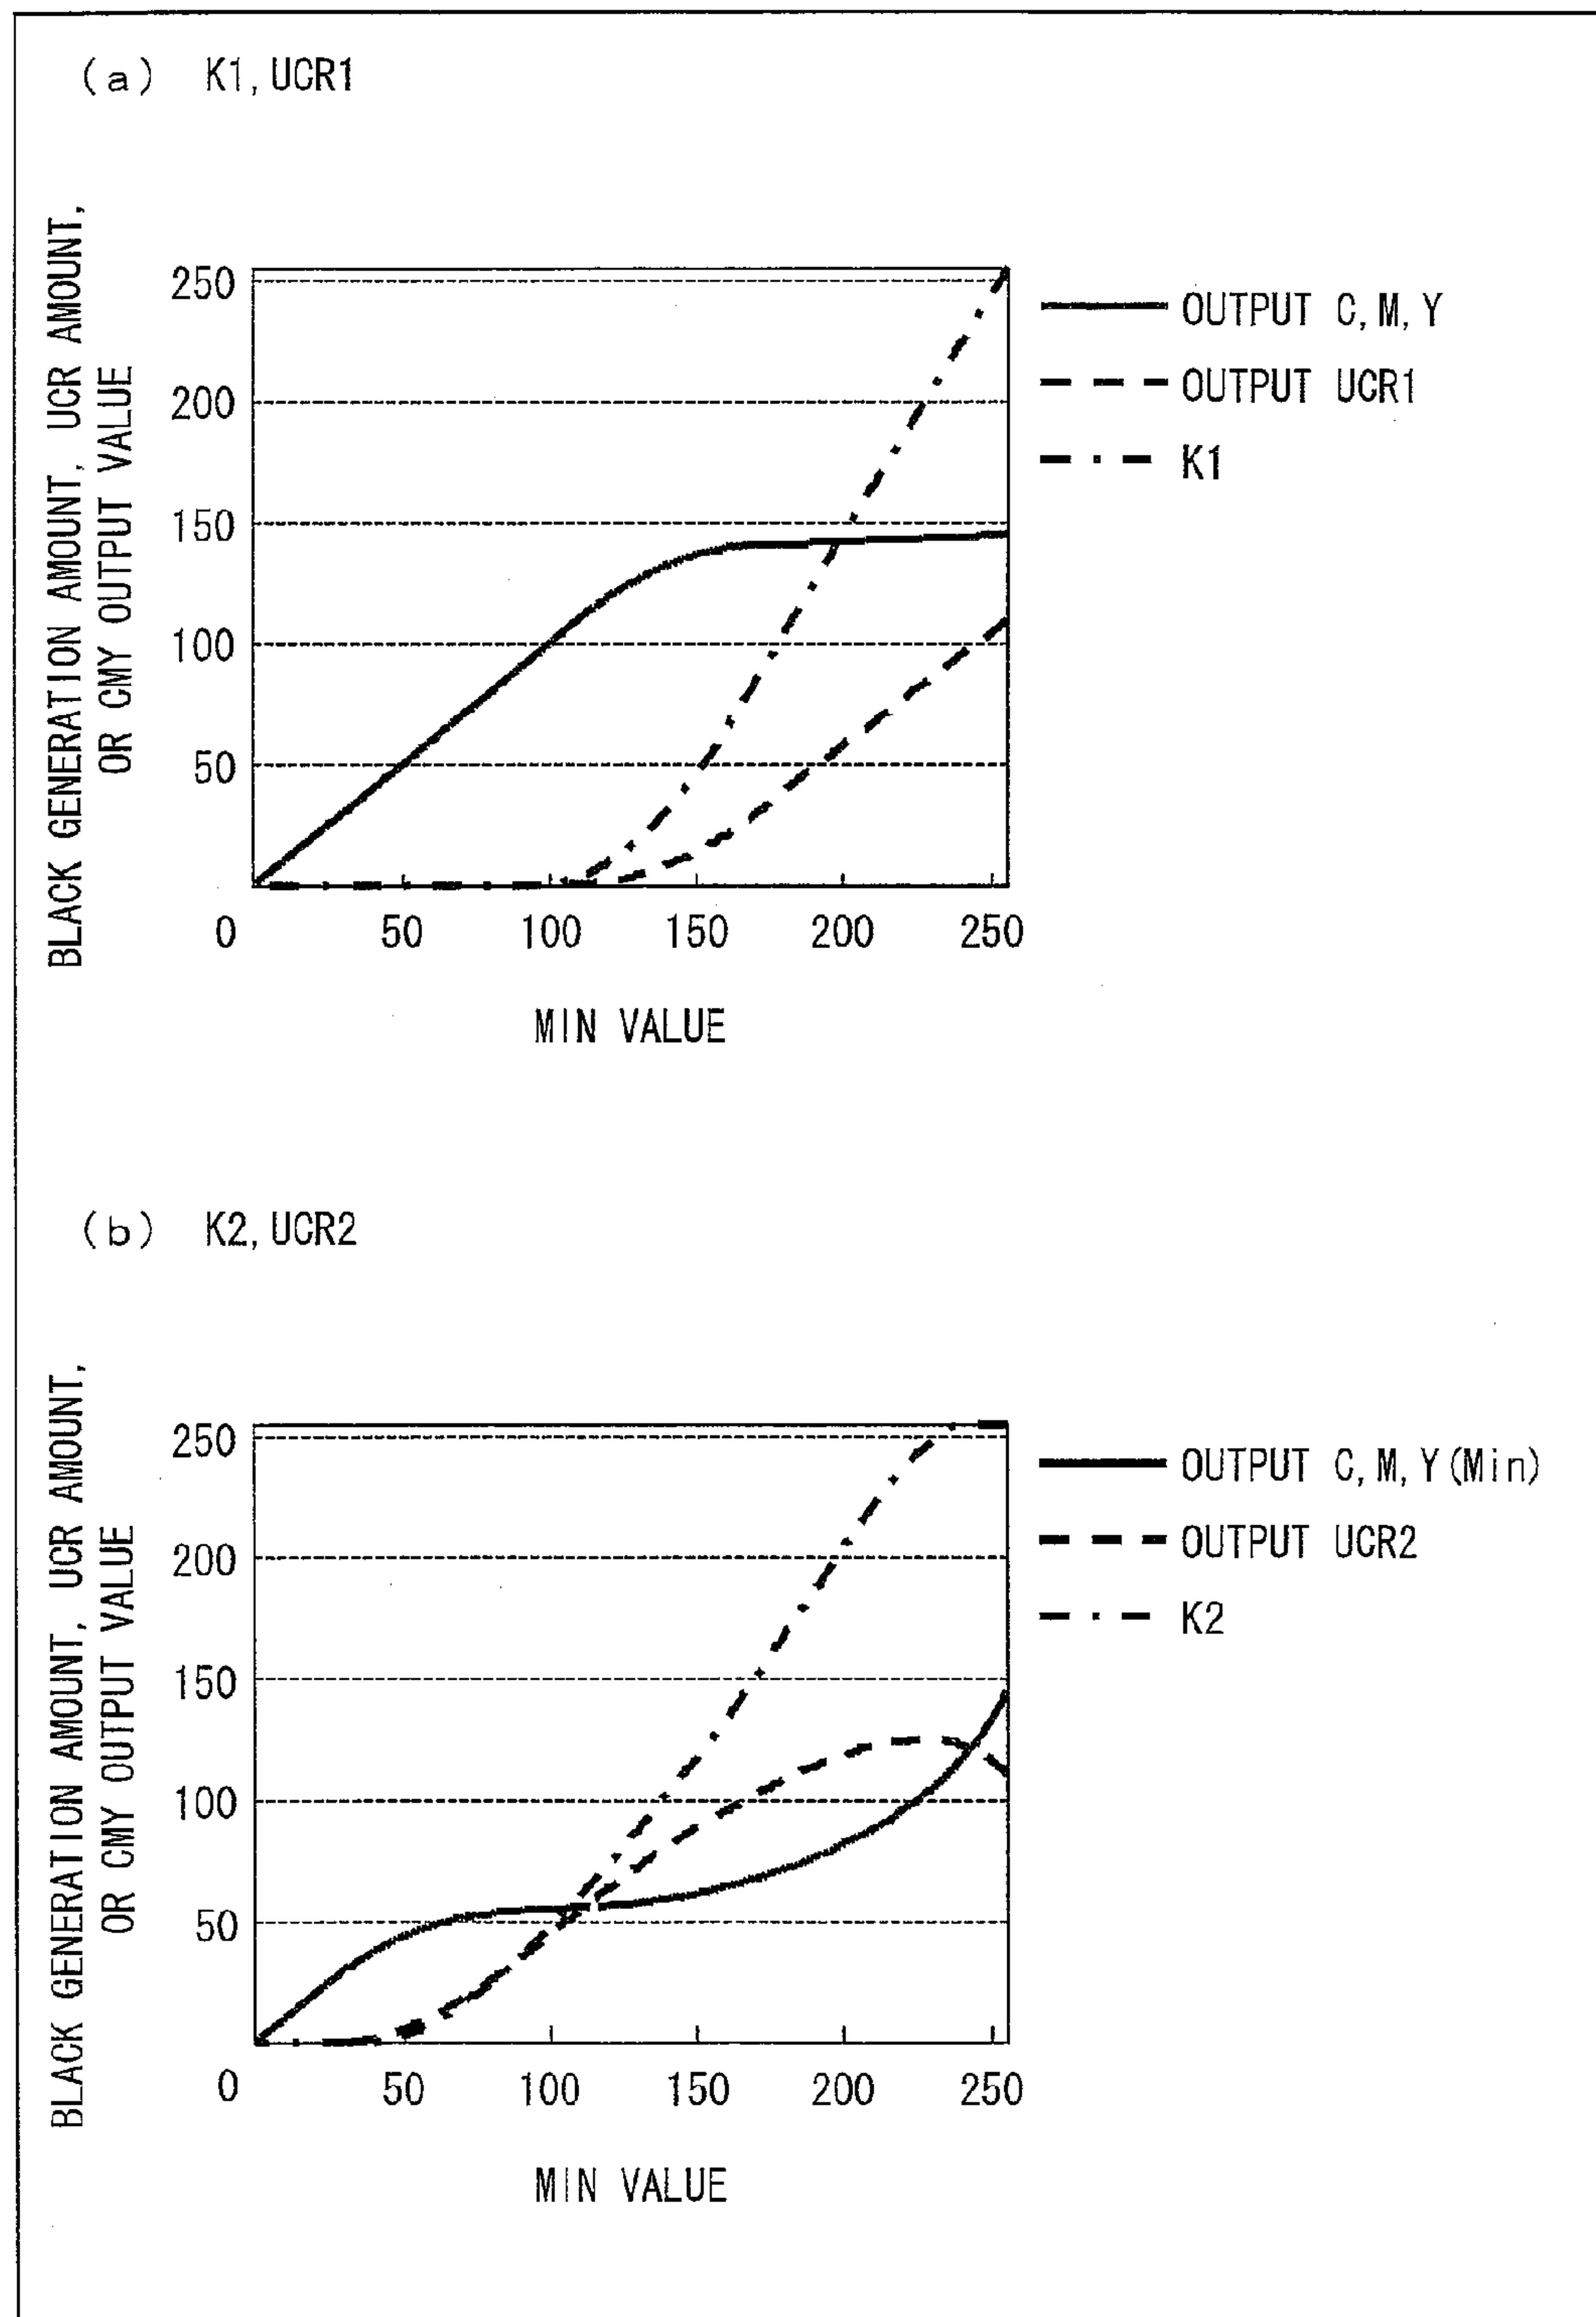 (a) K1, UCR1
BLACK GENERATION AMOUNT, UCR AMOUNT,
OR CMY OUTPUT VALUE
250
200
150
100
50
0
50
100
150
200
250
MIN VALUE
OUTPUT C, M, Y
OUTPUT UCR1
K1
(b) K2, UCR2
BLACK GENERATION AMOUNT, UCR AMOUNT,
OR CMY OUTPUT VALUE
250
200
150
100
50
0
50
100
150
200
250
MIN VALUE
OUTPUT C, M, Y(Min)
OUTPUT UCR2
K2